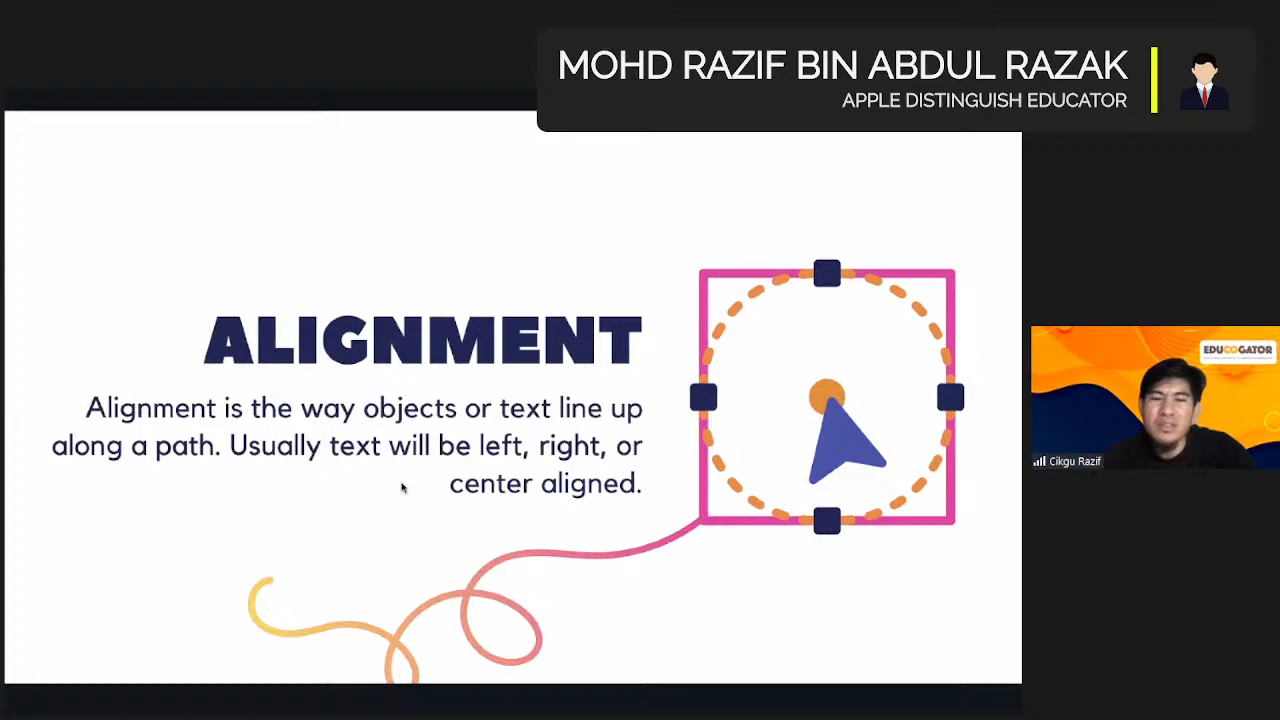 MOHD RAZIF BIN ABDUL RAZAK
APPLE DISTINGUISH EDUCATOR
ALIGNMENT
Alignment is the way objects or text line up
along a path. Usually text will be left, right, or
center aligned.
EDUCOGATOR
Cikgu Razif